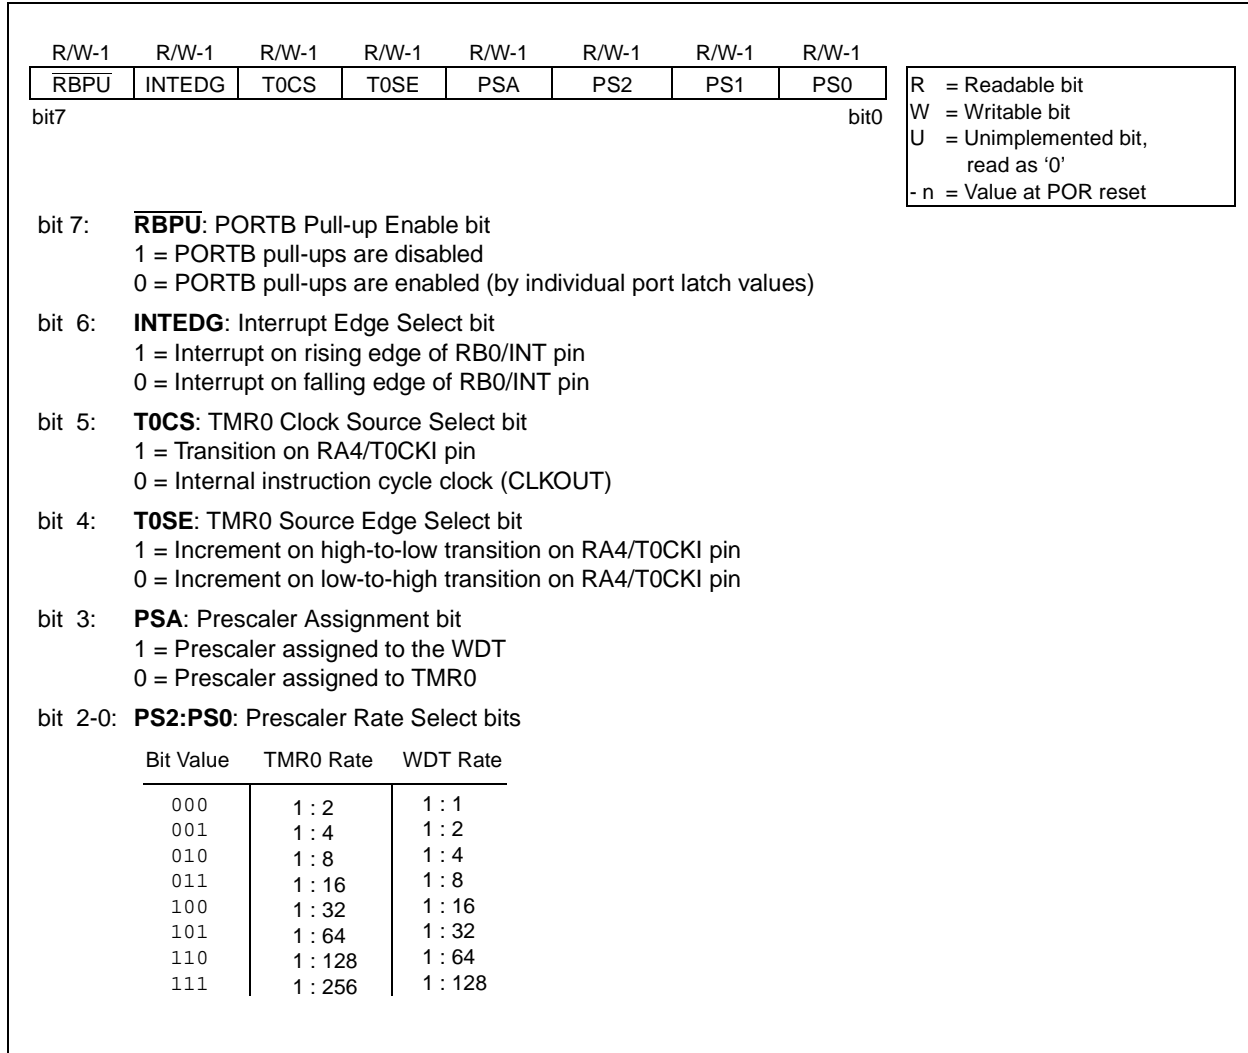 R/W-1 R/W-1 R/W-1 R/W-1 R/W-1 R/W-1 R/W-1 R/W-1
RBPU INTEDG T0CS T0SE PSA PS2 PS1 PS0
bit7 bit0
R = Readable bit
W = Writable bit
U = Unimplemented bit,
read as ‘0’
- n = Value at POR reset
bit 7: RBPU: PORTB Pull-up Enable bit
1 = PORTB pull-ups are disabled
0 = PORTB pull-ups are enabled (by individual port latch values)
bit 6: INTEDG: Interrupt Edge Select bit
1 = Interrupt on rising edge of RB0/INT pin
0 = Interrupt on falling edge of RB0/INT pin
bit 5: T0CS: TMR0 Clock Source Select bit
1 = Transition on RA4/T0CKI pin
0 = Internal instruction cycle clock (CLKOUT)
bit 4: T0SE: TMR0 Source Edge Select bit
1 = Increment on high-to-low transition on RA4/T0CKI pin
0 = Increment on low-to-high transition on RA4/T0CKI pin
bit 3: PSA: Prescaler Assignment bit
1 = Prescaler assigned to the WDT
0 = Prescaler assigned to TMR0
bit 2-0: PS2:PS0: Prescaler Rate Select bits
Bit Value TMR0 Rate WDT Rate
000 1 : 2 1 : 1
001 1 : 4 1 : 2
010 1 : 8 1 : 4
011 1 : 16 1 : 8
100 1 : 32 1 : 16
101 1 : 64 1 : 32
110 1 : 128 1 : 64
111 1 : 256 1 : 128